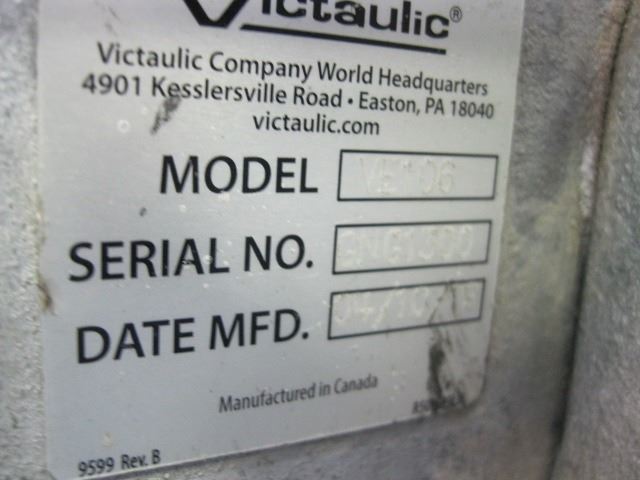 Victaulic®
Victaulic Company World Headquarters
4901 Kesslersville Road • Easton, PA 18040
victaulic.com
MODEL VE106
SERIAL NO.
DATE MFD.
Manufactured in Canada
9599 Rev. B